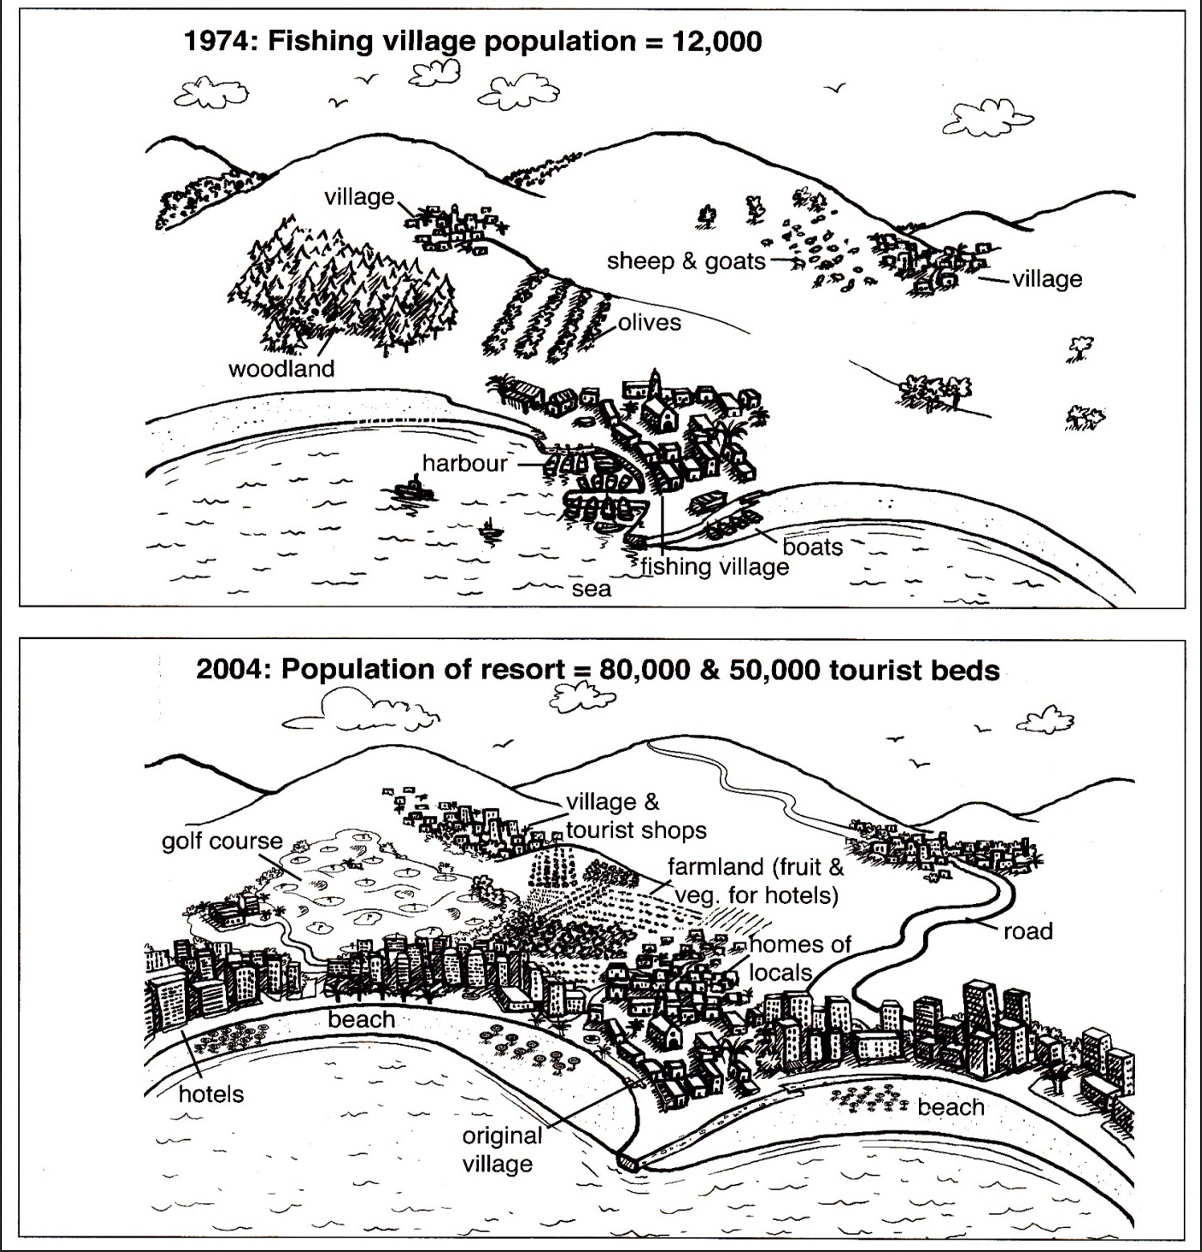 1974: Fishing village population = 12,000
village
sheep & goats
village
olives
woodland
harbour
boats
fishing village
sea
2004: Population of resort = 80,000 & 50,000 tourist beds
village &
tourist shops
golf course
farmland (fruit &
veg. for hotels)
road
homes of
locals
beach
hotels
beach
original
village